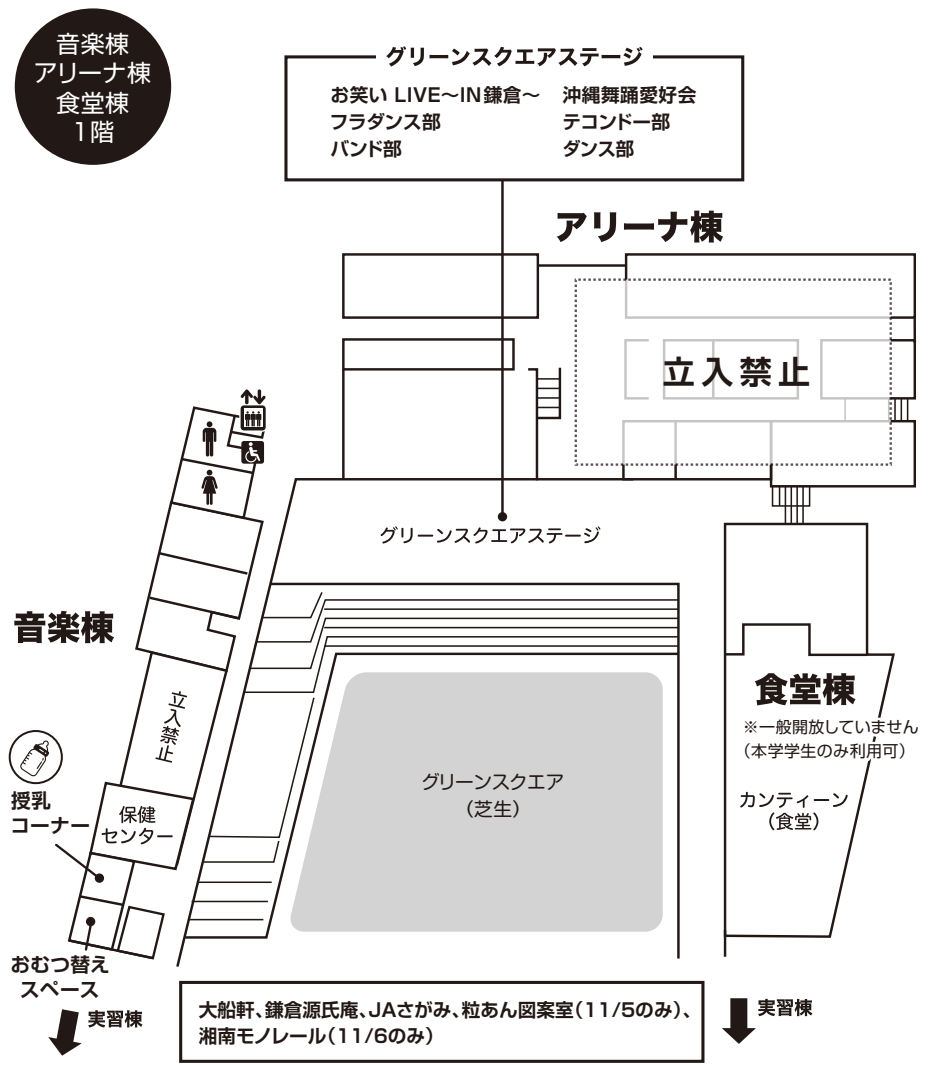 音楽棟
アリーナ棟
食堂棟
1階
グリーンスクエアステージ
お笑い LIVE～IN鎌倉～
フラダンス部
バンド部
沖縄舞踊愛好会
テコンドー部
ダンス部
アリーナ棟
立入禁止
グリーンスクエアステージ
音楽棟
立入禁止
授乳
コーナー
保健
センター
おむつ替え
スペース
実習棟
グリーンスクエア
（芝生）
食堂棟
※一般開放していません
（本学学生のみ利用可）
カンティーン
（食堂）
大船軒、鎌倉源氏庵、JAさがみ、粒あん図案室（11/5のみ）、
湘南モノレール（11/6のみ）
実習棟